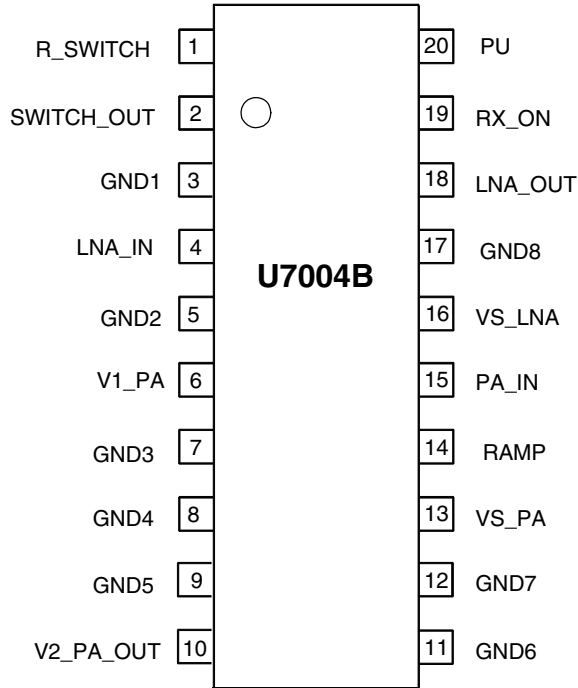 R_SWITCH 1 20 PU
SWITCH_OUT 2 19 RX_ON
GND1 3 18 LNA_OUT
LNA_IN 4 17 GND8
U7004B
GND2 5 16 VS_LNA
V1_PA 6 15 PA_IN
GND3 7 14 RAMP
GND4 8 13 VS_PA
GND5 9 12 GND7
V2_PA_OUT 10 11 GND6